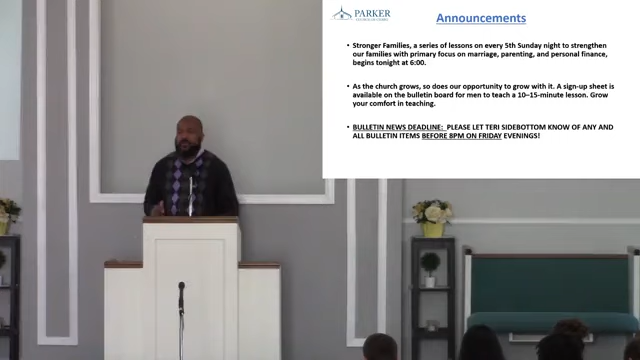 PARKER
CHURCH OF CHRIST
Announcements
• Stronger Families, a series of lessons on every 5th Sunday night to strengthen
our families with primary focus on marriage, parenting, and personal finance,
begins tonight at 6:00.
• As the church grows, so does our opportunity to grow with it. A sign-up sheet is
available on the bulletin board for men to teach a 10–15-minute lesson. Grow
your comfort in teaching.
• BULLETIN NEWS DEADLINE: PLEASE LET TERI SIDEBOTTOM KNOW OF ANY AND
ALL BULLETIN ITEMS BEFORE 8PM ON FRIDAY EVENINGS!